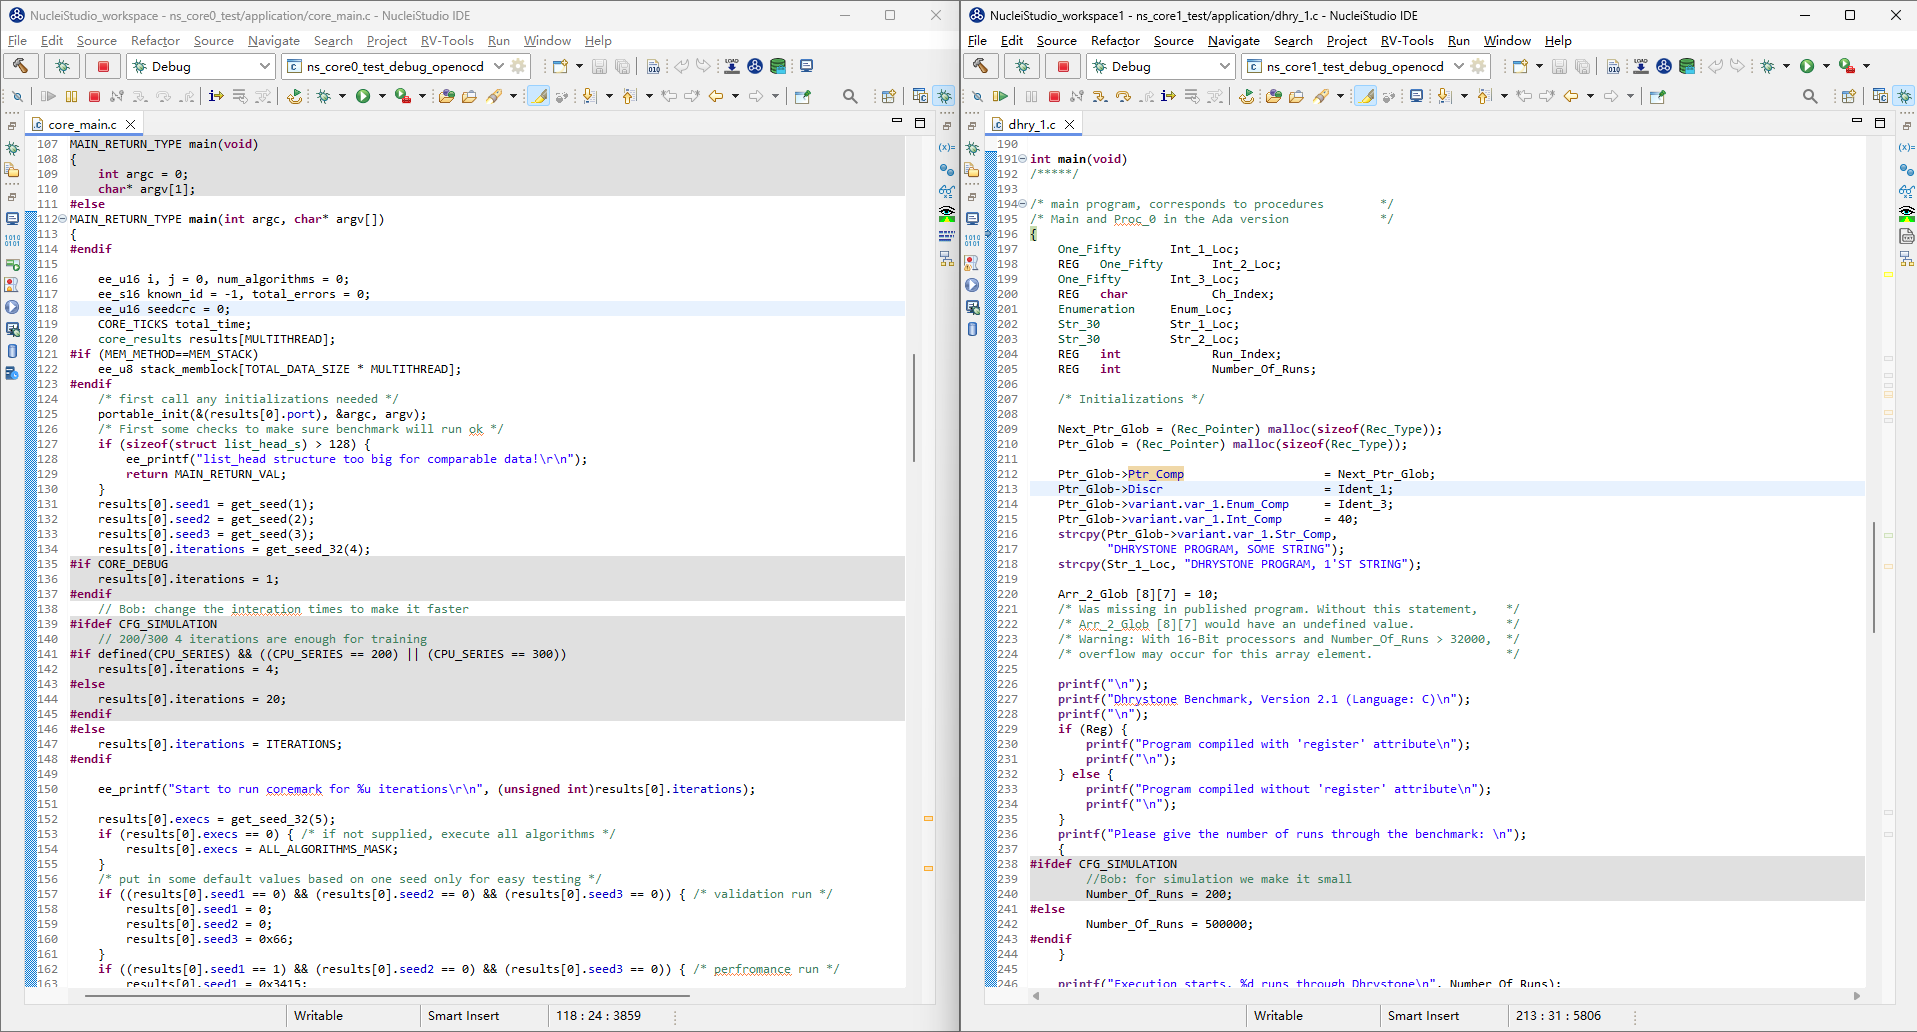 NucleiStudio_workspace - ns_core0_test/application/core_main.c - NucleiStudio IDE
File Edit Source Refactor Source Navigate Search Project RV-Tools Run Window Help
Debug ns_core0_test_debug_openocd
core_main.c
107 MAIN_RETURN_TYPE main(void)
108 {
109     int argc = 0;
110     char* argv[1];
111 #else
112 MAIN_RETURN_TYPE main(int argc, char* argv[])
113 {
114 #endif
115
116     ee_u16 i, j = 0, num_algorithms = 0;
117     ee_s16 known_id = -1, total_errors = 0;
118     ee_u16 seedcrc = 0;
119     CORE_TICKS total_time;
120     core_results results[MULTITHREAD];
121 #if (MEM_METHOD==MEM_STACK)
122     ee_u8 stack_memblock[TOTAL_DATA_SIZE * MULTITHREAD];
123 #endif
124     /* first call any initializations needed */
125     portable_init(&(results[0].port), &argc, argv);
126     /* First some checks to make sure benchmark will run ok */
127     if (sizeof(struct list_head_s) > 128) {
128         ee_printf("list_head structure too big for comparable data!\r\n");
129         return MAIN_RETURN_VAL;
130     }
131     results[0].seed1 = get_seed(1);
132     results[0].seed2 = get_seed(2);
133     results[0].seed3 = get_seed(3);
134     results[0].iterations = get_seed_32(4);
135 #if CORE_DEBUG
136     results[0].iterations = 1;
137 #endif
138     // Bob: change the interation times to make it faster
139 #ifdef CFG_SIMULATION
140     // 200/300 4 iterations are enough for training
141 #if defined(CPU_SERIES) && ((CPU_SERIES == 200) || (CPU_SERIES == 300))
142     results[0].iterations = 4;
143 #else
144     results[0].iterations = 20;
145 #endif
146 #else
147     results[0].iterations = ITERATIONS;
148 #endif
149
150     ee_printf("Start to run coremark for %u iterations\r\n", (unsigned int)results[0].iterations);
151
152     results[0].execs = get_seed_32(5);
153     if (results[0].execs == 0) { /* if not supplied, execute all algorithms */
154         results[0].execs = ALL_ALGORITHMS_MASK;
155     }
156     /* put in some default values based on one seed only for easy testing */
157     if ((results[0].seed1 == 0) && (results[0].seed2 == 0) && (results[0].seed3 == 0)) { /* validation run */
158         results[0].seed1 = 0;
159         results[0].seed2 = 0;
160         results[0].seed3 = 0x66;
161     }
162     if ((results[0].seed1 == 1) && (results[0].seed2 == 0) && (results[0].seed3 == 0)) { /* perfromance run */
163         results[0].seed1 = 0x3415;
Writable Smart Insert 118 : 24 : 3859
NucleiStudio_workspace1 - ns_core1_test/application/dhry_1.c - NucleiStudio IDE
File Edit Source Refactor Source Navigate Search Project RV-Tools Run Window Help
Debug ns_core1_test_debug_openocd
dhry_1.c
190
191 int main(void)
192 /*****/
193
194 /* main program, corresponds to procedures        */
195 /* Main and Proc_0 in the Ada version             */
196 {
197     One_Fifty       Int_1_Loc;
198     REG   One_Fifty       Int_2_Loc;
199     One_Fifty       Int_3_Loc;
200     REG   char            Ch_Index;
201     Enumeration     Enum_Loc;
202     Str_30          Str_1_Loc;
203     Str_30          Str_2_Loc;
204     REG   int             Run_Index;
205     REG   int             Number_Of_Runs;
206
207     /* Initializations */
208
209     Next_Ptr_Glob = (Rec_Pointer) malloc(sizeof(Rec_Type));
210     Ptr_Glob = (Rec_Pointer) malloc(sizeof(Rec_Type));
211
212     Ptr_Glob->Ptr_Comp                    = Next_Ptr_Glob;
213     Ptr_Glob->Discr                       = Ident_1;
214     Ptr_Glob->variant.var_1.Enum_Comp     = Ident_3;
215     Ptr_Glob->variant.var_1.Int_Comp      = 40;
216     strcpy(Ptr_Glob->variant.var_1.Str_Comp,
217            "DHRYSTONE PROGRAM, SOME STRING");
218     strcpy(Str_1_Loc, "DHRYSTONE PROGRAM, 1'ST STRING");
219
220     Arr_2_Glob [8][7] = 10;
221     /* Was missing in published program. Without this statement,    */
222     /* Arr_2_Glob [8][7] would have an undefined value.             */
223     /* Warning: With 16-Bit processors and Number_Of_Runs > 32000,  */
224     /* overflow may occur for this array element.                   */
225
226     printf("\n");
227     printf("Dhrystone Benchmark, Version 2.1 (Language: C)\n");
228     printf("\n");
229     if (Reg) {
230         printf("Program compiled with 'register' attribute\n");
231         printf("\n");
232     } else {
233         printf("Program compiled without 'register' attribute\n");
234         printf("\n");
235     }
236     printf("Please give the number of runs through the benchmark: \n");
237     {
238 #ifdef CFG_SIMULATION
239         //Bob: for simulation we make it small
240         Number_Of_Runs = 200;
241 #else
242         Number_Of_Runs = 500000;
243 #endif
244     }
245
246     printf("Execution starts, %d runs through Dhrystone\n", Number_Of_Runs);
Writable Smart Insert 213 : 31 : 5806